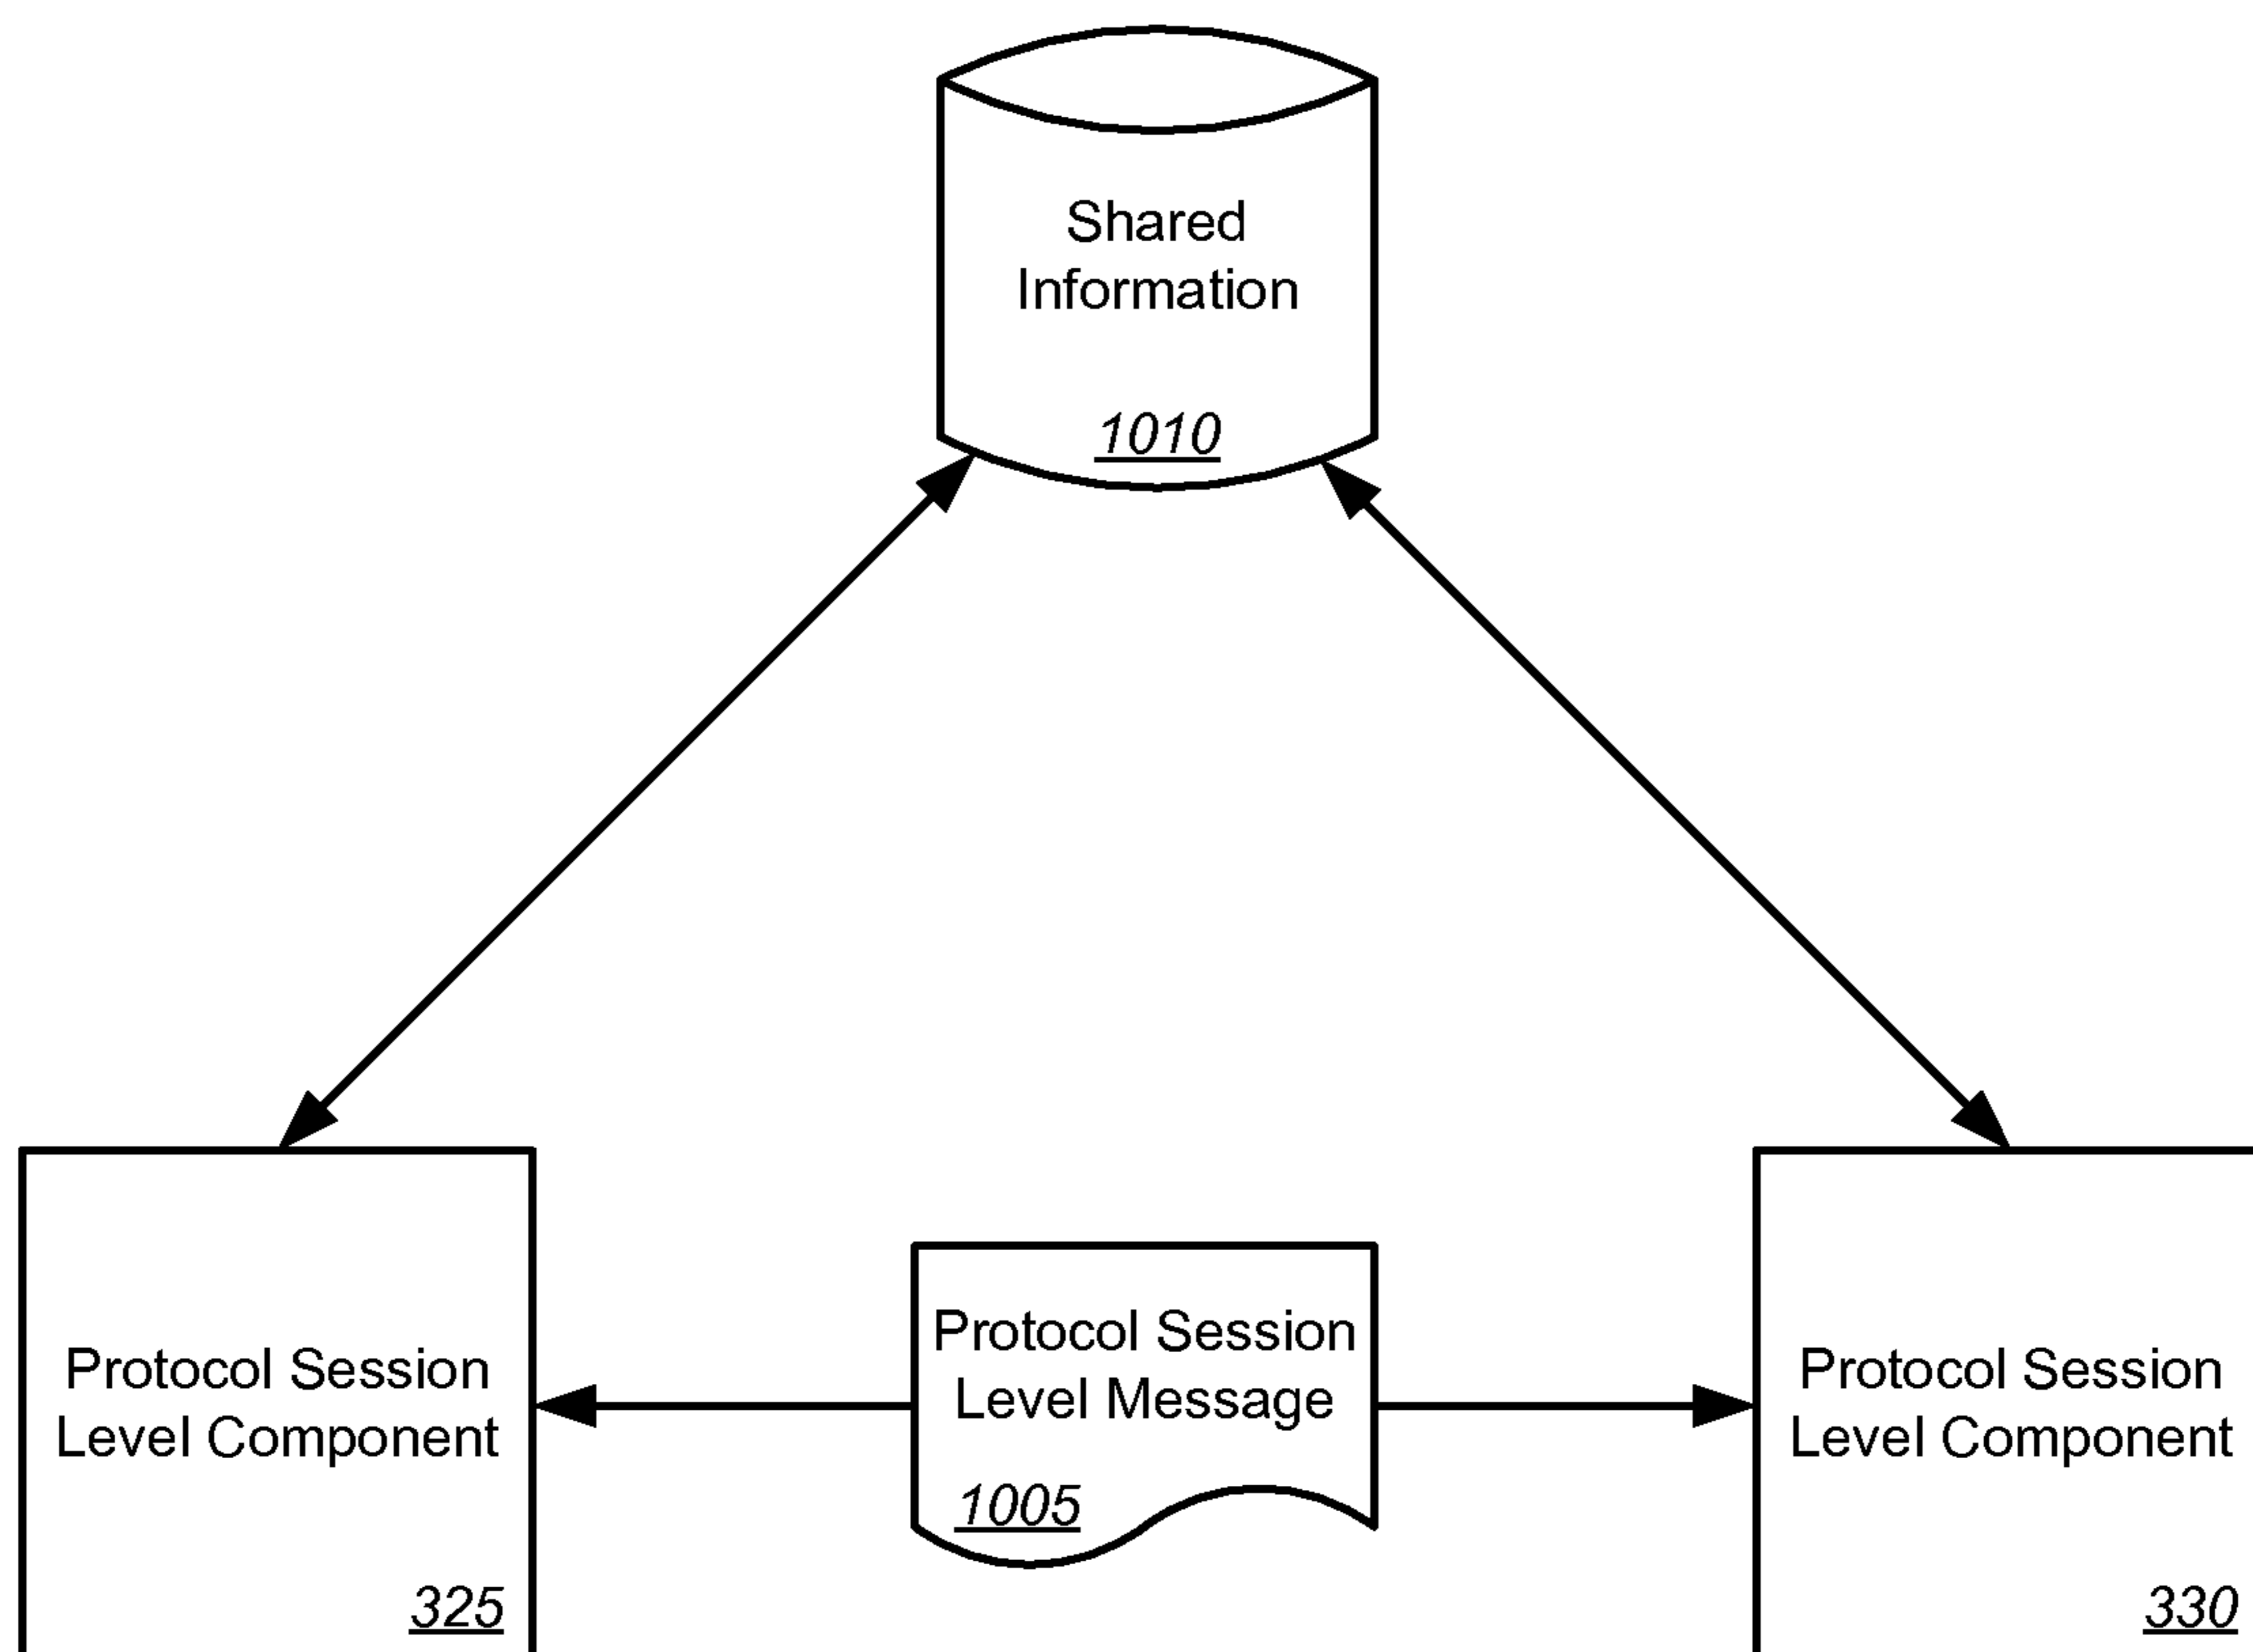 Shared
Information
1010
Protocol Session
Level Component
325
Protocol Session
Level Message
1005
Protocol Session
Level Component
330